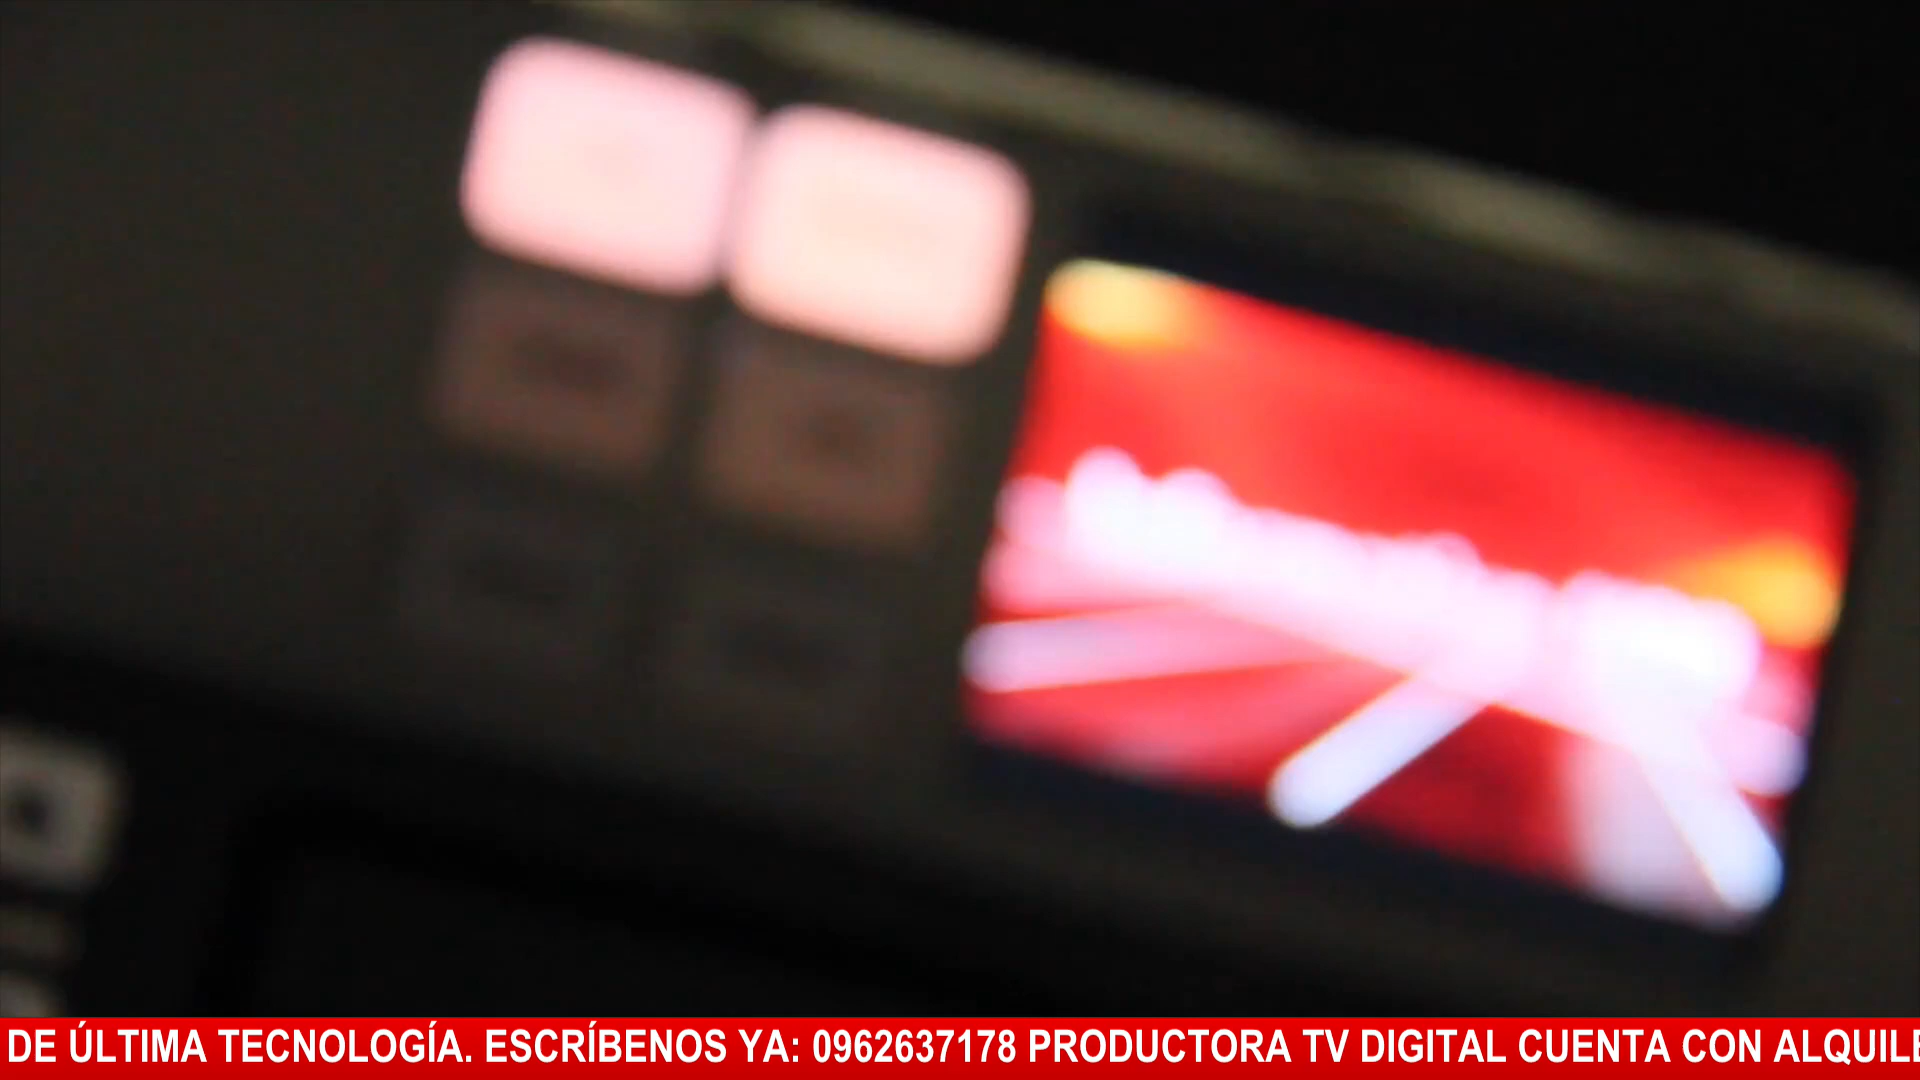 DE ÚLTIMA TECNOLOGÍA. ESCRÍBENOS YA: 0962637178 PRODUCTORA TV DIGITAL CUENTA CON ALQUILE